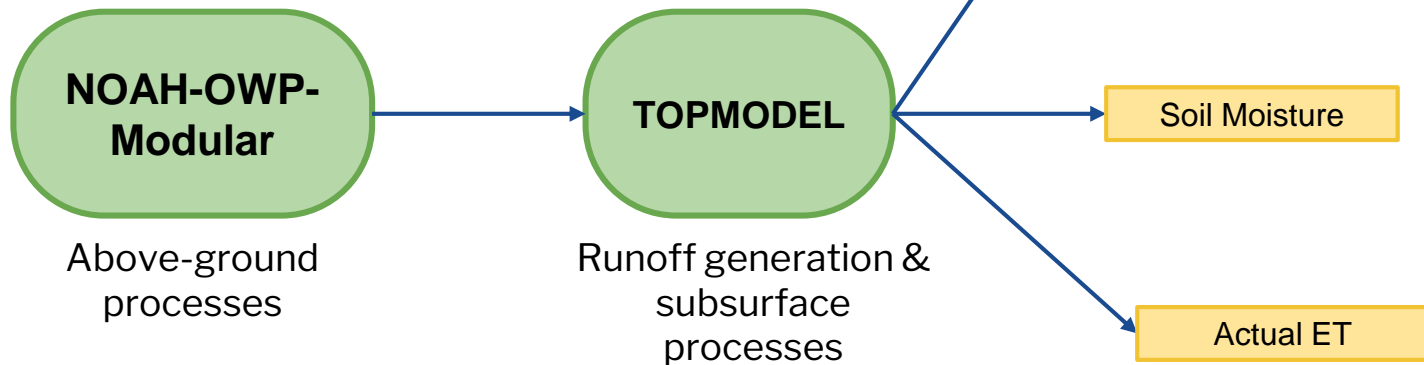 NOAH-OWP-
Modular
TOPMODEL
Soil Moisture
Above-ground
processes
Runoff generation &
subsurface
processes
Actual ET